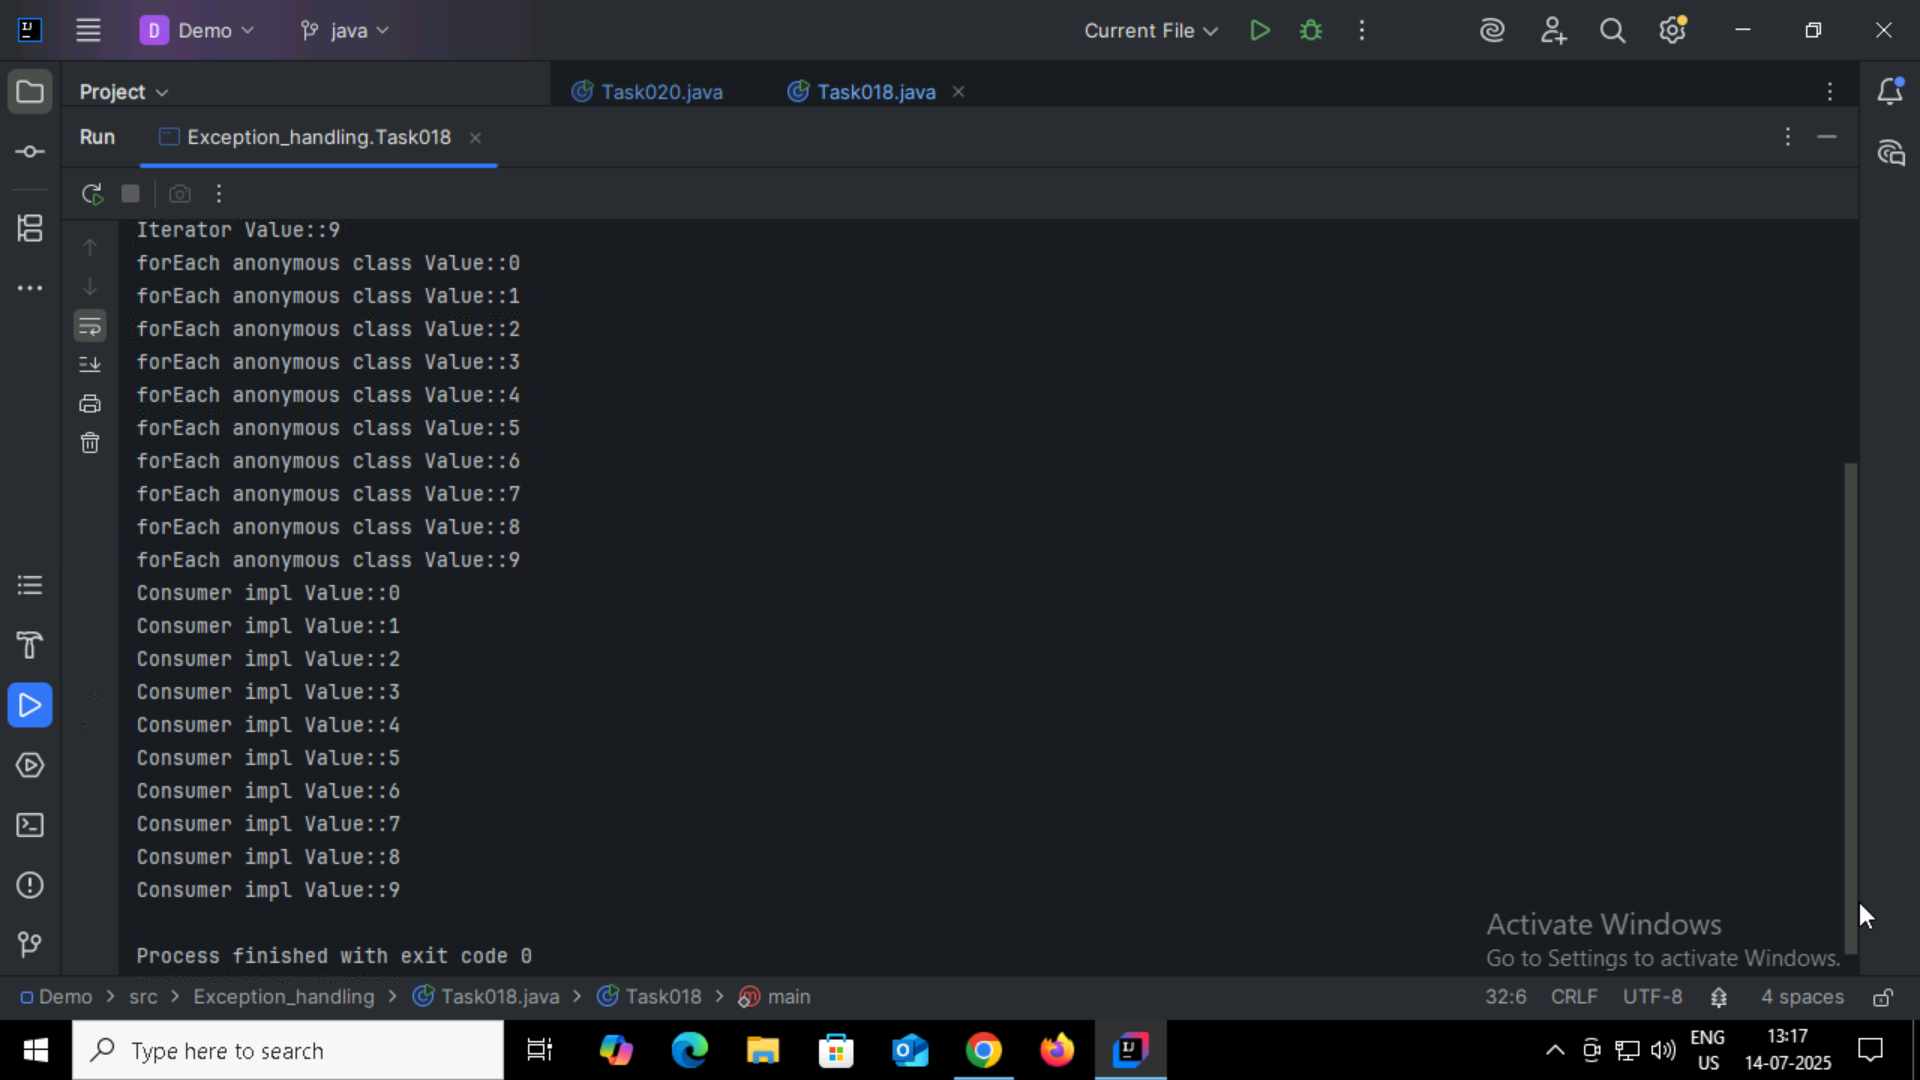 D Demo java Current File
Project Task020.java Task018.java
Run Exception_handling.Task018
Iterator Value::9
forEach anonymous class Value::0
forEach anonymous class Value::1
forEach anonymous class Value::2
forEach anonymous class Value::3
forEach anonymous class Value::4
forEach anonymous class Value::5
forEach anonymous class Value::6
forEach anonymous class Value::7
forEach anonymous class Value::8
forEach anonymous class Value::9
Consumer impl Value::0
Consumer impl Value::1
Consumer impl Value::2
Consumer impl Value::3
Consumer impl Value::4
Consumer impl Value::5
Consumer impl Value::6
Consumer impl Value::7
Consumer impl Value::8
Consumer impl Value::9
Process finished with exit code 0
Activate Windows
Go to Settings to activate Windows.
Demo > src > Exception_handling > Task018.java > Task018 > main 32:6 CRLF UTF-8 4 spaces
Type here to search
ENG
US
13:17
14-07-2025